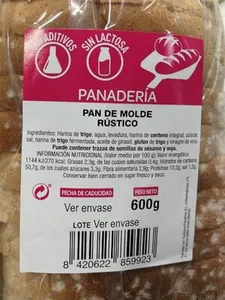 ADITIVOS
SIN LACTOSA
PANADERÍA
PAN DE MOLDE
RÚSTICO
Ingredientes: Harina de trigo, agua, levadura, harina de centeno integral, azúcar,
sal, harina de trigo fermentada, aceite de girasol, gluten de trigo y vinagre de vino.
Puede contener trazas de semillas de sésamo y soja.
INFORMACIÓN NUTRICIONAL (Valor medio por 100 g) Valor energético
1144 kJ/270 kcal, Grasas 2,3g, de las cuales saturadas 0,4g; Hidratos de carbono
50,7g, de los cuales azúcares 3,3g; Fibra alimentaria 2,9g; Proteínas 10,2g; sal 1,2g.
Conservar bien cerrado en lugar fresco y seco.
FECHA DE CADUCIDAD
PESO NETO
Ver envase
600g
LOTE Ver envase
8 420622 859923